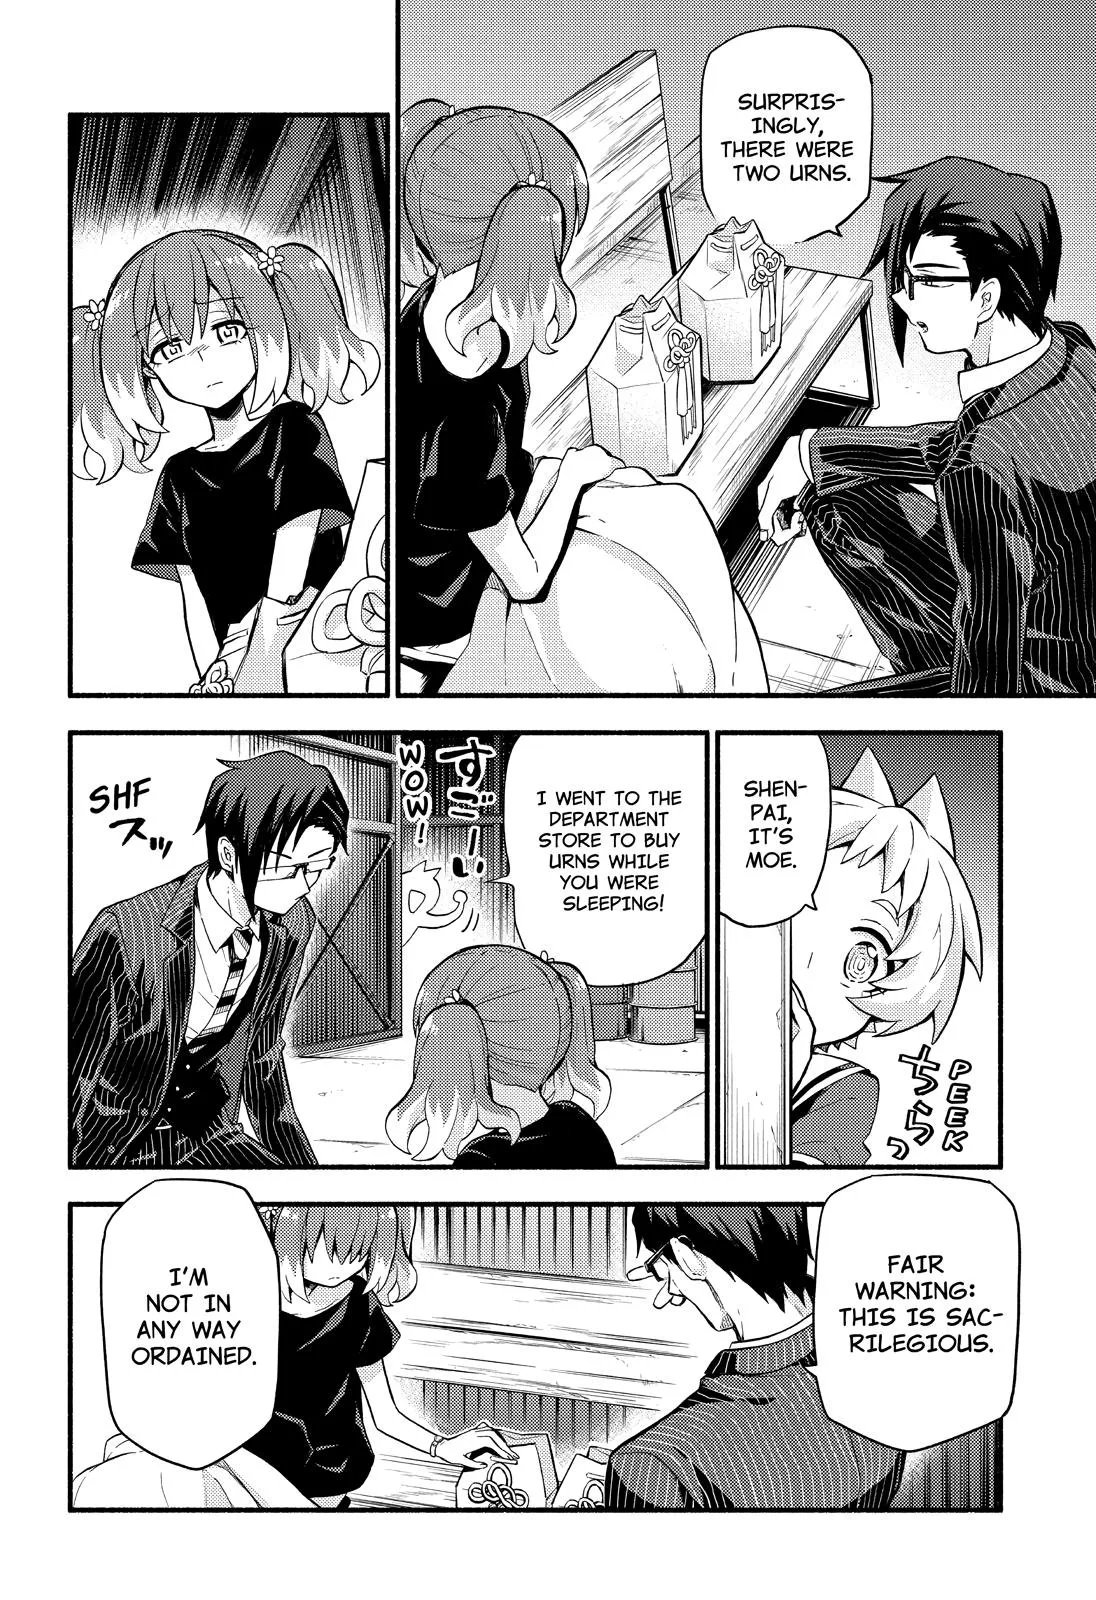 SURPRIS-
INGLY,
THERE WERE
TWO URNS.
SHEN-
PAI,
IT'S
MOE.
PEEK
ちらっ
I WENT TO THE
DEPARTMENT
STORE TO BUY
URNS WHILE
YOU WERE
SLEEPING!
すごーい
WOW!
SHF
スッ
FAIR
WARNING:
THIS IS SAC-
RILEGIOUS.
I'M
NOT IN
ANY WAY
ORDAINED.